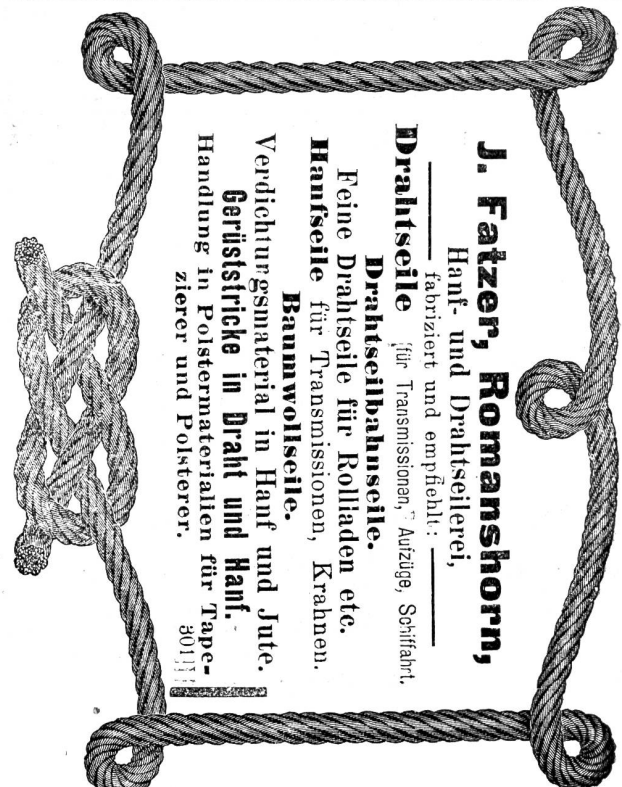 J. Fatzer, Romanshorn,
Hanf- und Drahtseilerei,
fabriziert und empfiehlt:
Drahtseile für Transmissionen, Aufzüge, Schiffahrt.
Drahtseilbahnseile.
Feine Drahtseile für Rolladen etc.
Hanfseile für Transmissionen, Krahnen.
Baumwollseile.
Verdichtungsmaterial in Hanf und Jute.
Gerüststricke in Draht und Hanf.
Handlung in Polstermaterialien für Tape-
zierer und Polsterer.